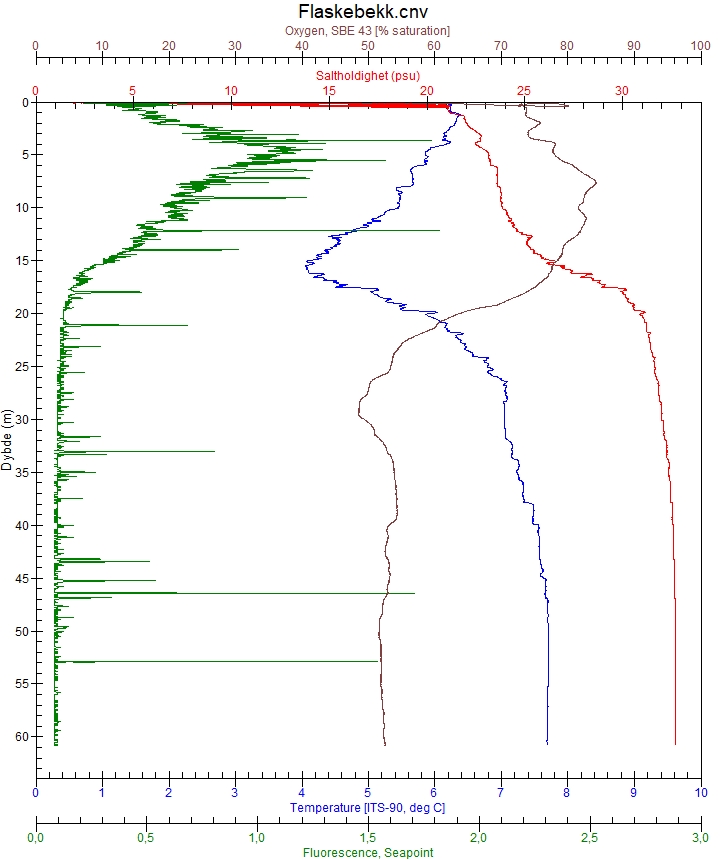 Flaskebekk.cnv
Oxygen, SBE 43 [% saturation]
0 10 20 30 40 50 60 70 80 90 100
Saltholdighet (psu)
0 5 10 15 20 25 30
0
5
10
15
20
25
30
35
40
45
50
55
60
Dybde (m)
0 1 2 3 4 5 6 7 8 9 10
Temperature [ITS-90, deg C]
0,0 0,5 1,0 1,5 2,0 2,5 3,0
Fluorescence, Seapoint